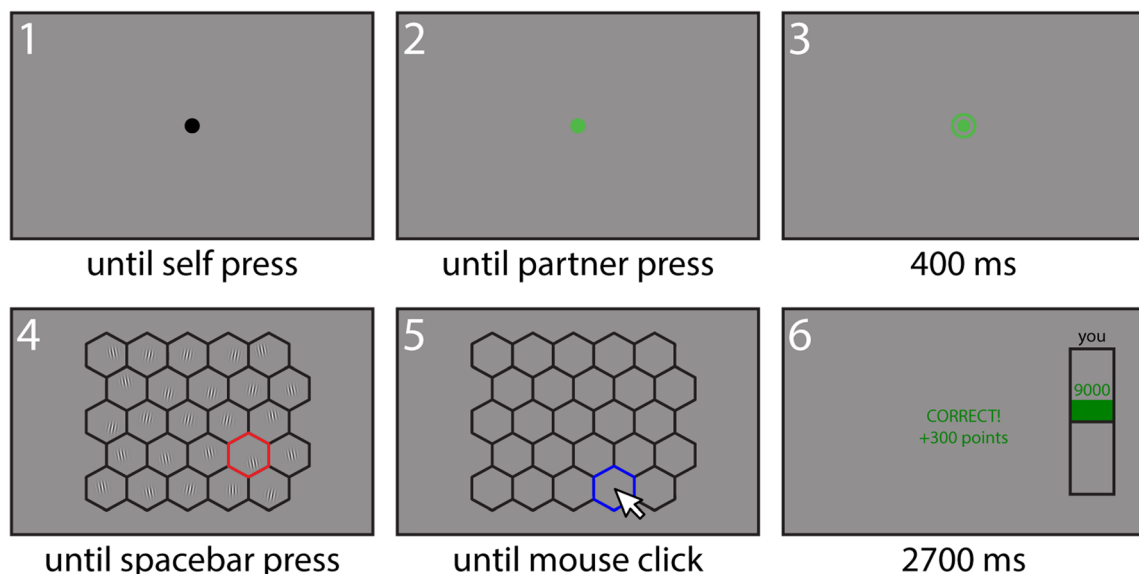 1
2
3
until self press
until partner press
400 ms
4
5
6
you
9000
CORRECT!
+300 points
until spacebar press
until mouse click
2700 ms